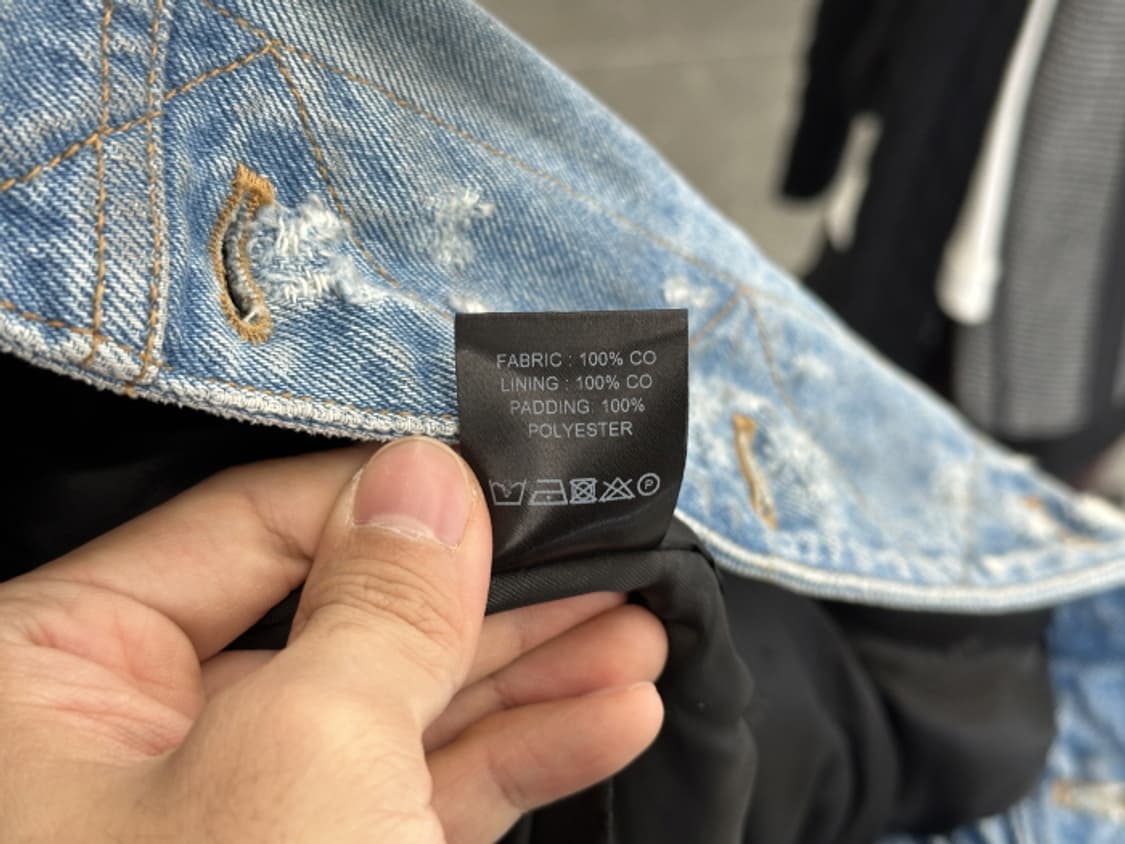 FABRIC : 100% CO
LINING : 100% CO
PADDING: 100%
POLYESTER
P